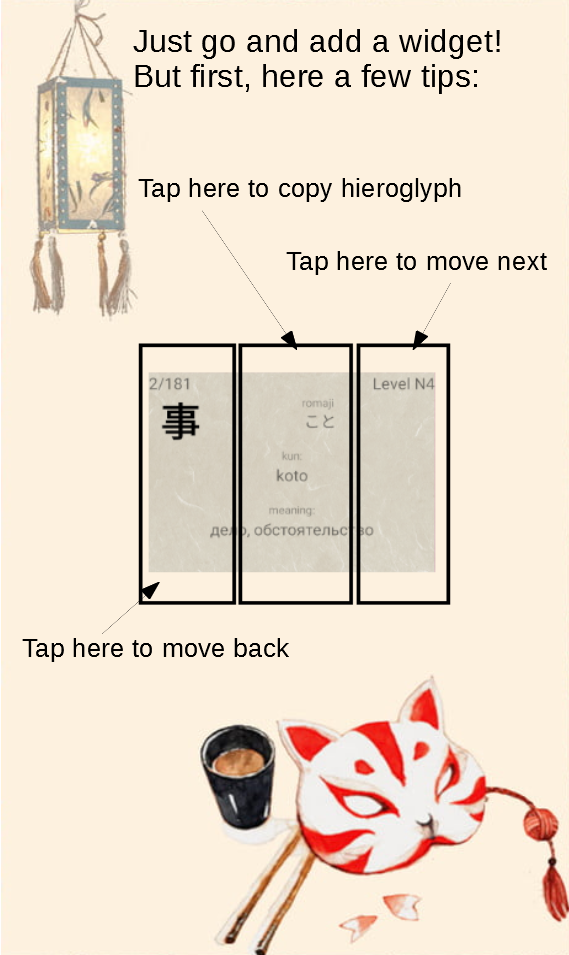 Just go and add a widget!
But first, here a few tips:
Tap here to copy hieroglyph
Tap here to move next
2/181
Level N4
事
romaji
こと
kun:
koto
meaning:
дело, обстоятельство
Tap here to move back